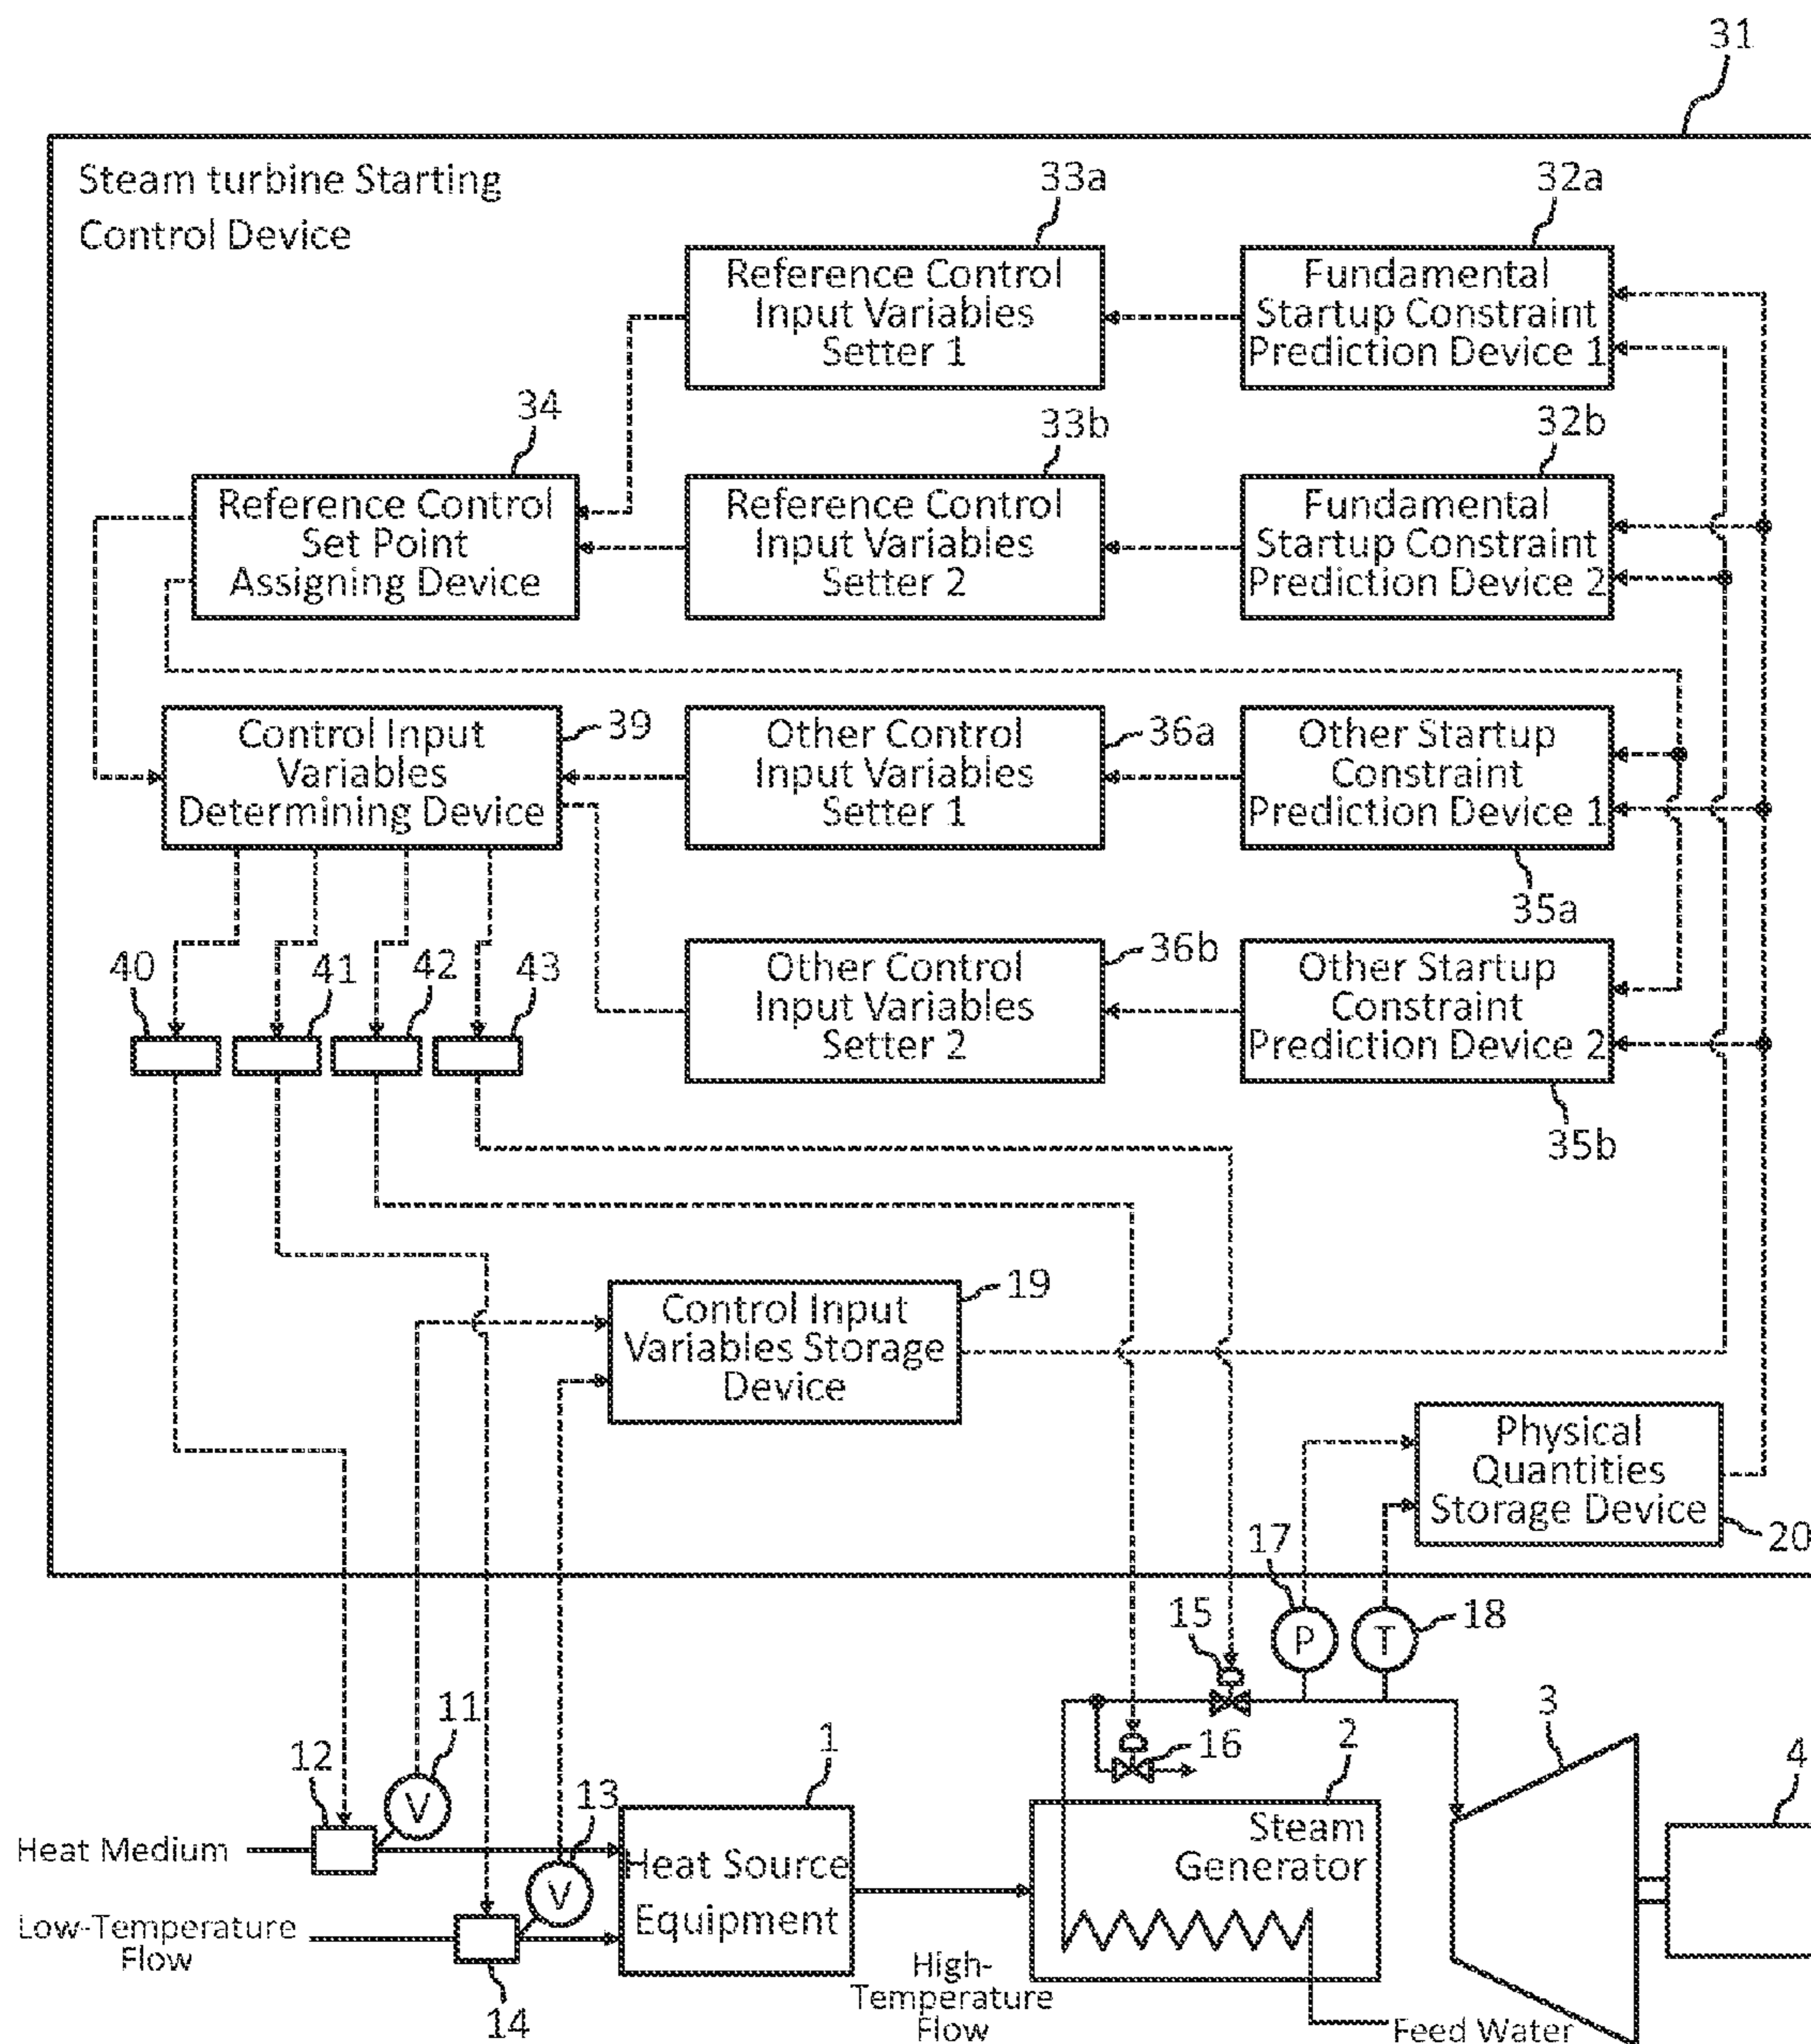 31
Steam turbine Starting
Control Device
33a
32a
Reference Control
Input Variables
Setter 1
Fundamental
Startup Constraint
Prediction Device 1
34
33b
32b
Reference Control
Set Point
Assigning Device
Reference Control
Input Variables
Setter 2
Fundamental
Startup Constraint
Prediction Device 2
Control Input
Variables
Determining Device
39
Other Control
Input Variables
Setter 1
36a
Other Startup
Constraint
Prediction Device 1
35a
40
41
42
43
Other Control
Input Variables
Setter 2
36b
Other Startup
Constraint
Prediction Device 2
35b
Control Input
Variables Storage
Device
19
Physical
Quantities
Storage Device
20
17
18
15
P
T
11
12
V
13
V
1
16
2
3
4
Heat Medium
Heat Source
Equipment
Steam
Generator
Low-Temperature
Flow
14
High-
Temperature
Flow
Feed Water